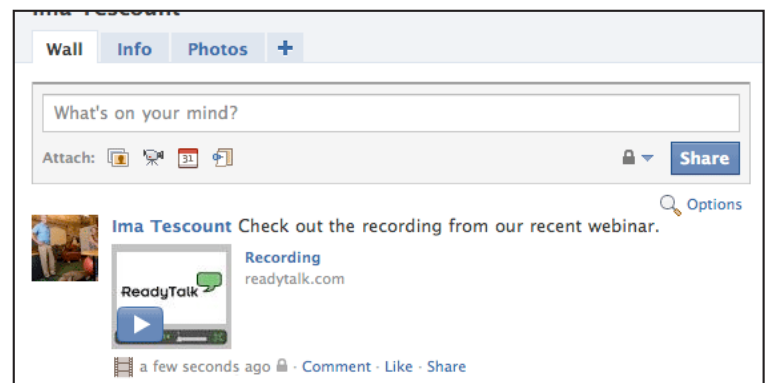 Ima Tescount
Wall Info Photos +
What's on your mind?
Attach: 31 Share
Options
Ima Tescount Check out the recording from our recent webinar.
Recording
readytalk.com
ReadyTalk
a few seconds ago · Comment · Like · Share